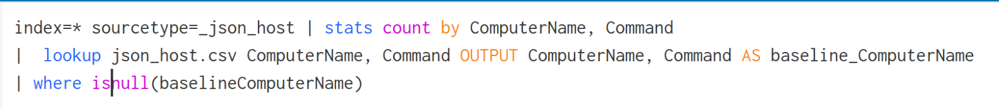 index=* sourcetype=_json_host | stats count by ComputerName, Command
|  lookup json_host.csv ComputerName, Command OUTPUT ComputerName, Command AS baseline_ComputerName
| where isnull(baselineComputerName)